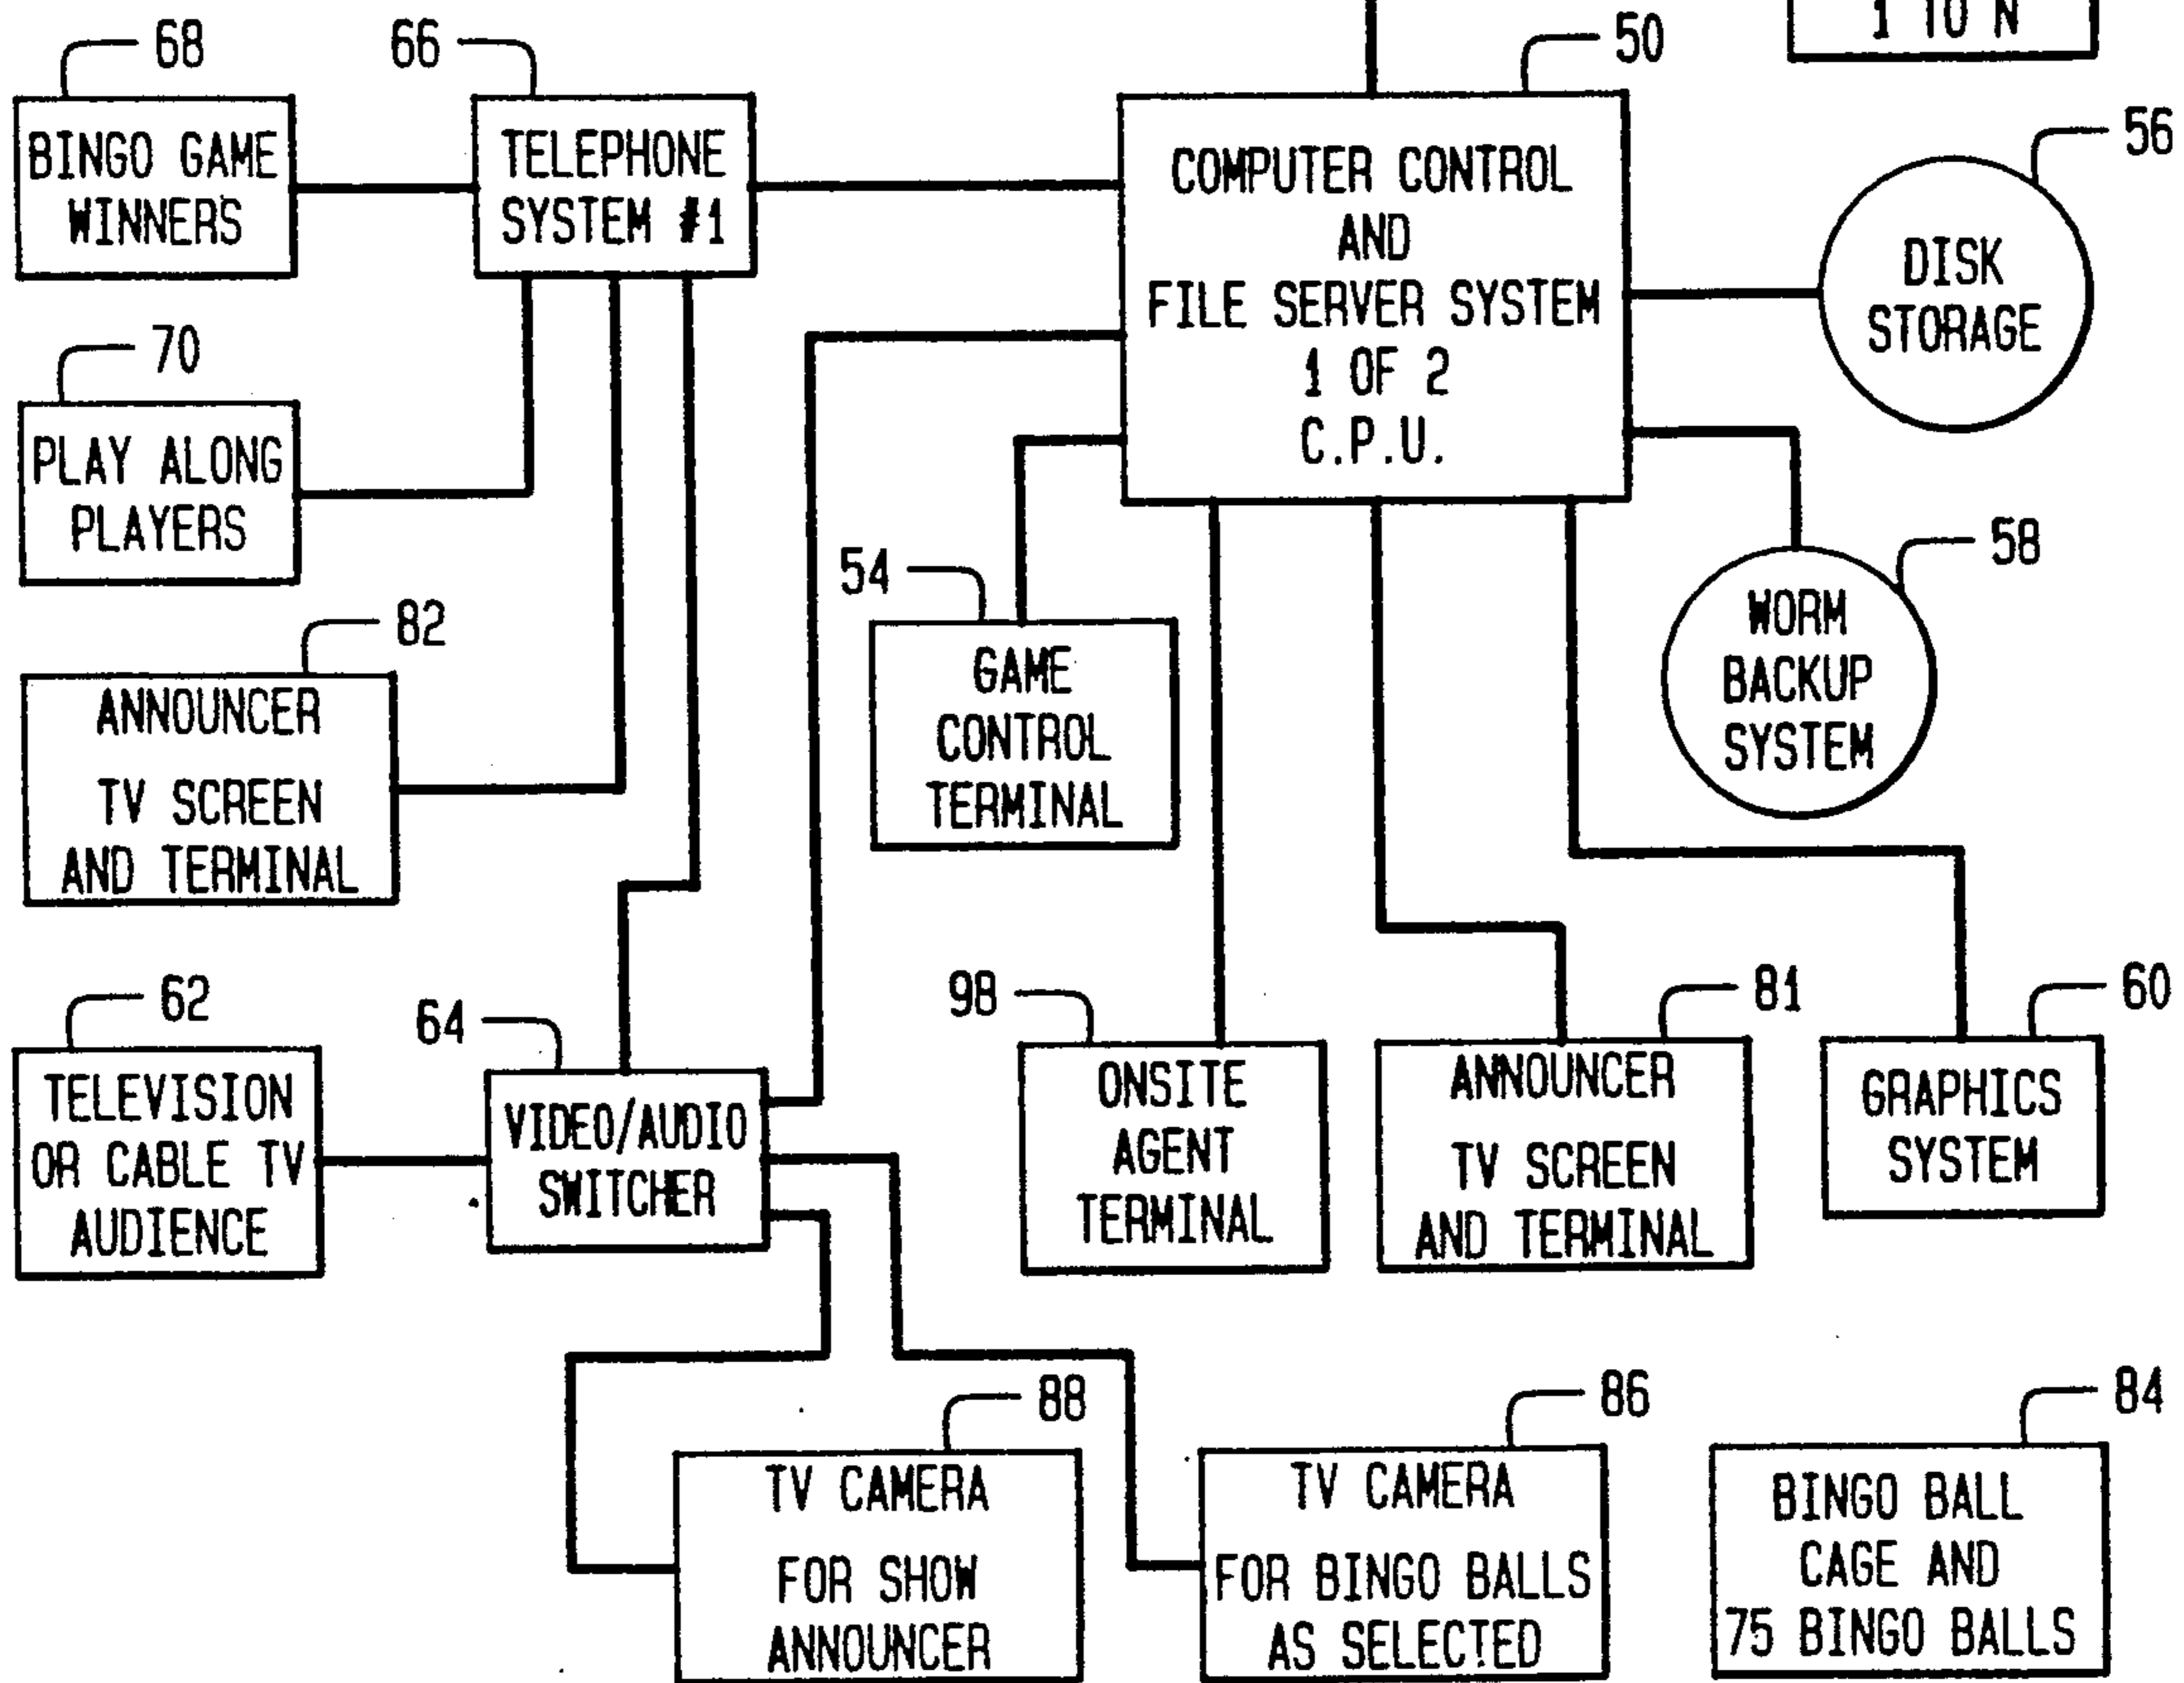 1 TO N
68
BINGO GAME
WINNERS
66
TELEPHONE
SYSTEM #1
50
COMPUTER CONTROL
AND
FILE SERVER SYSTEM
1 OF 2
C.P.U.
56
DISK
STORAGE
70
PLAY ALONG
PLAYERS
54
GAME
CONTROL
TERMINAL
58
WORM
BACKUP
SYSTEM
82
ANNOUNCER
TV SCREEN
AND TERMINAL
62
TELEVISION
OR CABLE TV
AUDIENCE
64
VIDEO/AUDIO
SWITCHER
98
ONSITE
AGENT
TERMINAL
81
ANNOUNCER
TV SCREEN
AND TERMINAL
60
GRAPHICS
SYSTEM
88
TV CAMERA
FOR SHOW
ANNOUNCER
86
TV CAMERA
FOR BINGO BALLS
AS SELECTED
84
BINGO BALL
CAGE AND
75 BINGO BALLS